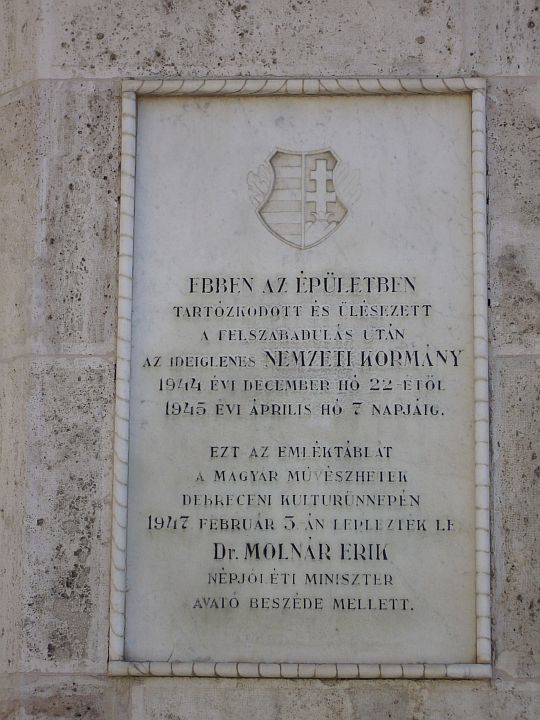 EBBEN AZ ÉPÜLETBEN
TARTÓZKODOTT ÉS ÜLÉSEZETT
A FELSZABADULÁS UTÁN
AZ IDEIGLENES NEMZETI KORMÁNY
1944 ÉVI DECEMBER HÓ 22-ÉTŐL
1945 ÉVI ÁPRILIS HÓ 7 NAPJÁIG.
EZT AZ EMLÉKTÁBLÁT
A MAGYAR MŰVÉSZHETEK
DEBRECENI KULTURÜNNEPÉN
1947 FEBRUÁR 3.ÁN LEPLEZTÉK LE
Dr. MOLNÁR ERIK
NÉPJÓLÉTI MINISZTER
AVATÓ BESZÉDE MELLETT.